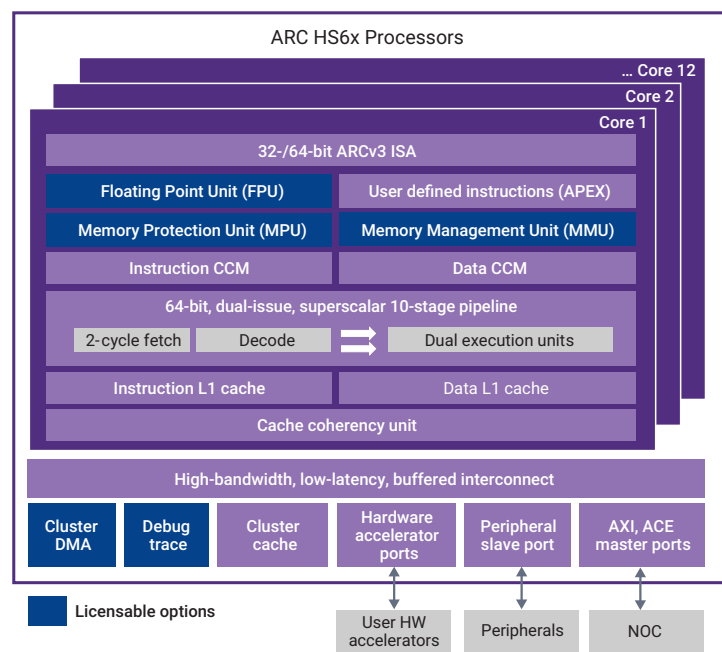 ARC HS6x Processors
... Core 12
Core 2
Core 1
32-/64-bit ARCv3 ISA
Floating Point Unit (FPU)
User defined instructions (APEX)
Memory Protection Unit (MPU)
Memory Management Unit (MMU)
Instruction CCM
Data CCM
64-bit, dual-issue, superscalar 10-stage pipeline
2-cycle fetch
Decode
Dual execution units
Instruction L1 cache
Data L1 cache
Cache coherency unit
High-bandwidth, low-latency, buffered interconnect
Cluster
DMA
Debug
trace
Cluster
cache
Hardware
accelerator
ports
Peripheral
slave port
AXI, ACE
master ports
Licensable options
User HW
accelerators
Peripherals
NOC